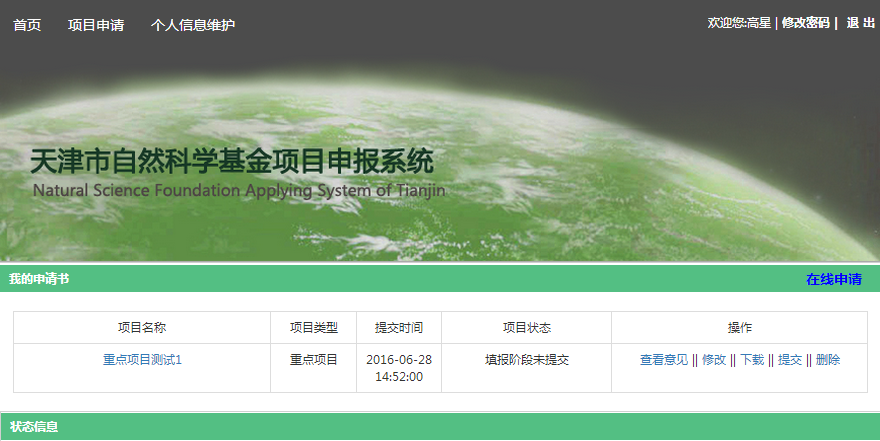 首页 项目申请 个人信息维护
欢迎您:高星 | 修改密码 | 退 出
天津市自然科学基金项目申报系统
Natural Science Foundation Applying System of Tianjin
我的申请书 在线申请
项目名称 项目类型 提交时间 项目状态 操作
重点项目测试1 重点项目 2016-06-28 14:52:00 填报阶段未提交 查看意见 || 修改 || 下载 || 提交 || 删除
状态信息